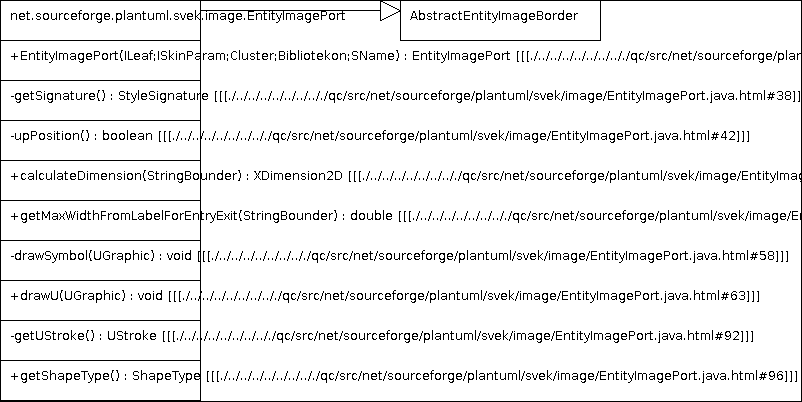 net.sourceforge.plantuml.svek.image.EntityImagePort
AbstractEntityImageBorder
+EntityImagePort(ILeaf;ISkinParam;Cluster;Bibliotekon;SName) : EntityImagePort [[[./../../../../../../../../qc/src/net/sourceforge/plan
-getSignature() : StyleSignature [[[./../../../../../../../../qc/src/net/sourceforge/plantuml/svek/image/EntityImagePort.java.html#38]]]
-upPosition() : boolean [[[./../../../../../../../../qc/src/net/sourceforge/plantuml/svek/image/EntityImagePort.java.html#42]]]
+calculateDimension(StringBounder) : XDimension2D [[[./../../../../../../../../qc/src/net/sourceforge/plantuml/svek/image/EntityImag
+getMaxWidthFromLabelForEntryExit(StringBounder) : double [[[./../../../../../../../../qc/src/net/sourceforge/plantuml/svek/image/E
-drawSymbol(UGraphic) : void [[[./../../../../../../../../qc/src/net/sourceforge/plantuml/svek/image/EntityImagePort.java.html#58]]]
+drawU(UGraphic) : void [[[./../../../../../../../../qc/src/net/sourceforge/plantuml/svek/image/EntityImagePort.java.html#63]]]
-getUStroke() : UStroke [[[./../../../../../../../../qc/src/net/sourceforge/plantuml/svek/image/EntityImagePort.java.html#92]]]
+getShapeType() : ShapeType [[[./../../../../../../../../qc/src/net/sourceforge/plantuml/svek/image/EntityImagePort.java.html#96]]]